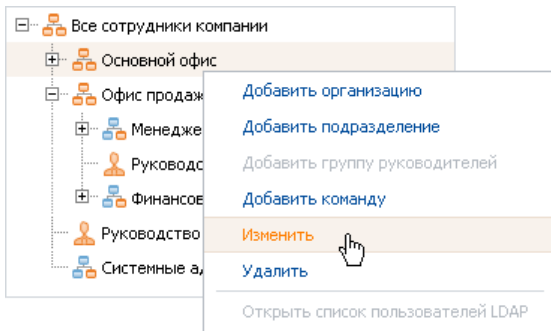 Все сотрудники компании
Основной офис
Офис продаж
Менедже
Руководс
Финансов
Руководство
Системные а
Добавить организацию
Добавить подразделение
Добавить группу руководителей
Добавить команду
Изменить
Удалить
Открыть список пользователей LDAP